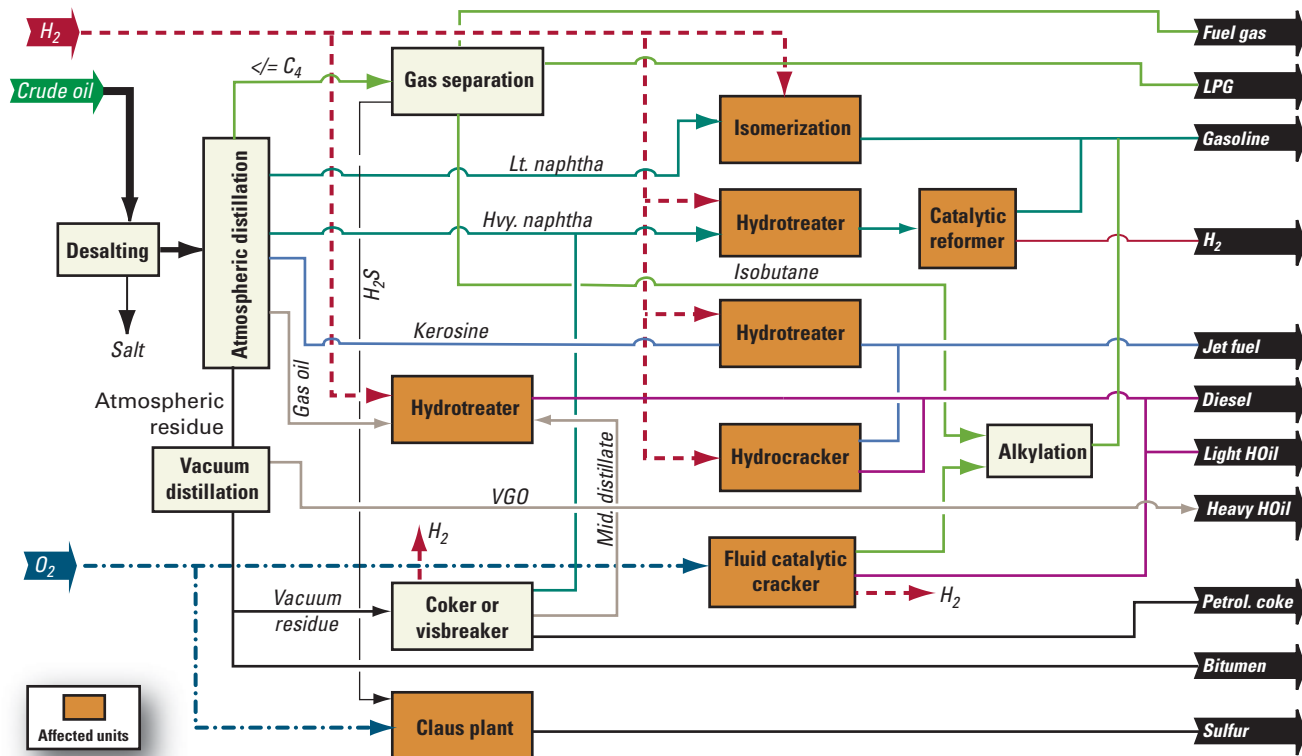 H2
Fuel gas
</= C4
Gas separation
LPG
Crude oil
Isomerization
Gasoline
Lt. naphtha
Atmospheric distillation
Hvy. naphtha
Hydrotreater
Catalytic
reformer
H2
Desalting
Isobutane
H2S
Salt
Kerosine
Hydrotreater
Jet fuel
Gas oil
Hydrotreater
Diesel
Atmospheric
residue
Hydrocracker
Alkylation
Light HOil
Vacuum
distillation
VGO
Mid. distillate
Heavy HOil
H2
O2
Fluid catalytic
cracker
H2
Vacuum
residue
Coker or
visbreaker
Petrol. coke
Bitumen
Affected units
Claus plant
Sulfur